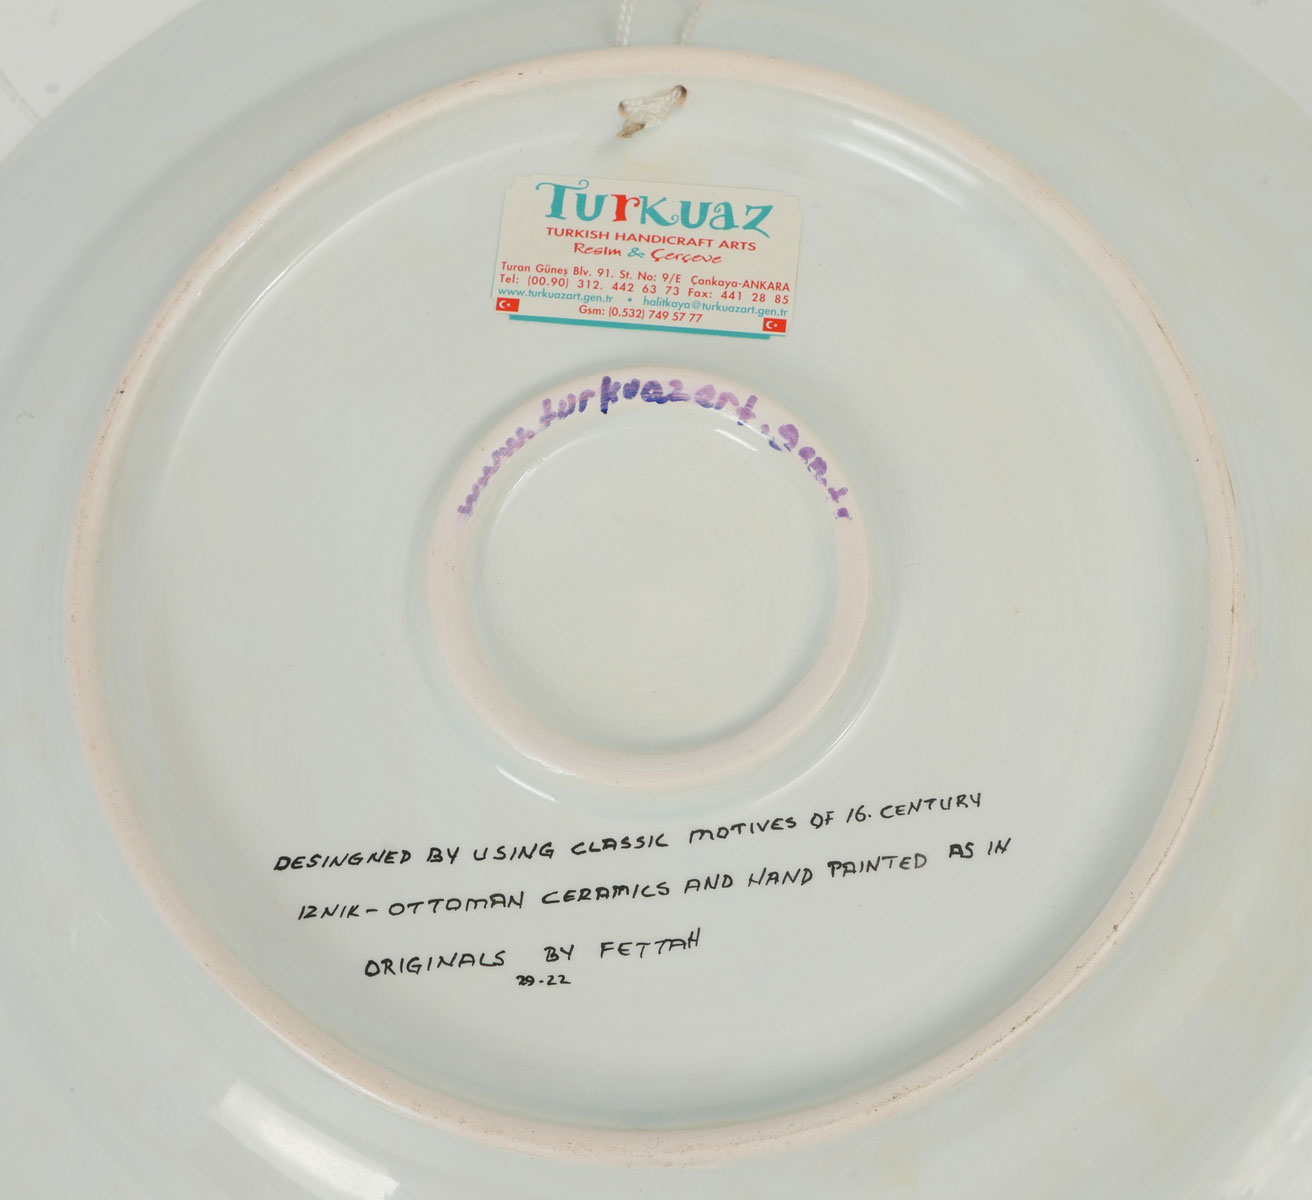 Turkuaz
TURKISH HANDICRAFT ARTS
Resim & Çerçeve
Turan Güneş Blv. 91. St. No: 9/E Çankaya-ANKARA
Tel: (00.90) 312. 442 63 73 Fax: 441 28 85
www.turkuazart.gen.tr • halitkaya@turkuazart.gen.tr
Gsm: (0.532) 749 57 77
www.turkuazart.gen.tr
DESINGNED BY USING CLASSIC MOTIVES OF 16. CENTURY
IZNIK - OTTOMAN CERAMICS AND HAND PAINTED AS IN
ORIGINALS BY FETTAH
29-22